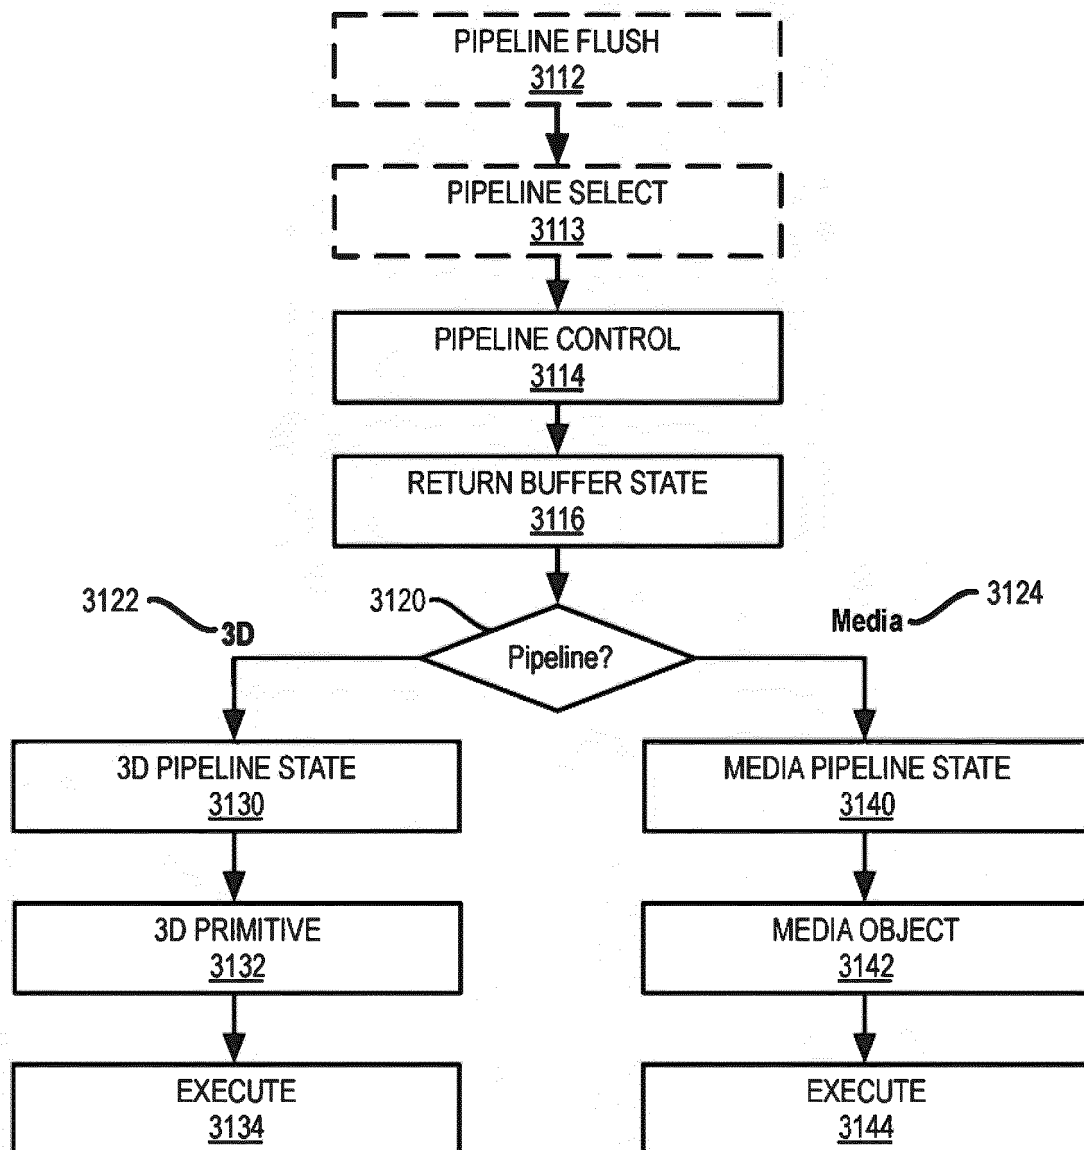 PIPELINE FLUSH
3112
PIPELINE SELECT
3113
PIPELINE CONTROL
3114
RETURN BUFFER STATE
3116
3122
3D
3120
Pipeline?
Media
3124
3D PIPELINE STATE
3130
MEDIA PIPELINE STATE
3140
3D PRIMITIVE
3132
MEDIA OBJECT
3142
EXECUTE
3134
EXECUTE
3144